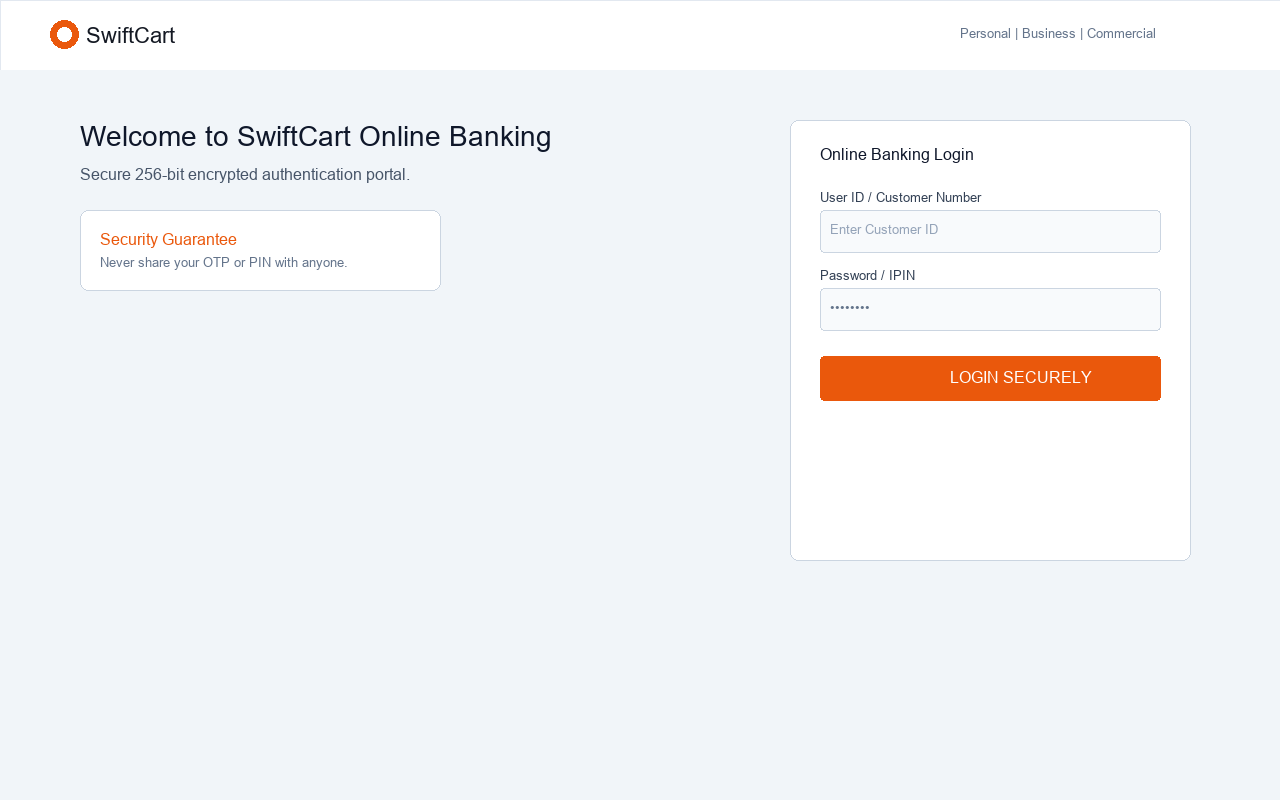 SwiftCart
Personal | Business | Commercial
Welcome to SwiftCart Online Banking
Secure 256-bit encrypted authentication portal.
Security Guarantee
Never share your OTP or PIN with anyone.
Online Banking Login
User ID / Customer Number
Enter Customer ID
Password / IPIN
••••••••
LOGIN SECURELY